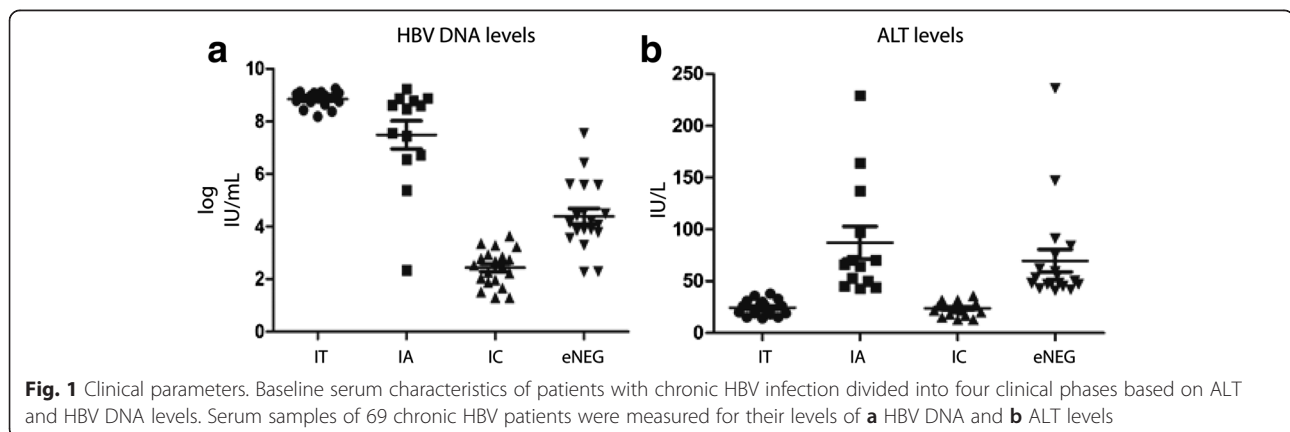 a
HBV DNA levels
10
8
6
4
2
0
log
IU/mL
IT IA IC eNEG
b
ALT levels
250
200
150
100
50
0
IU/L
IT IA IC eNEG
Fig. 1 Clinical parameters. Baseline serum characteristics of patients with chronic HBV infection divided into four clinical phases based on ALT
and HBV DNA levels. Serum samples of 69 chronic HBV patients were measured for their levels of a HBV DNA and b ALT levels